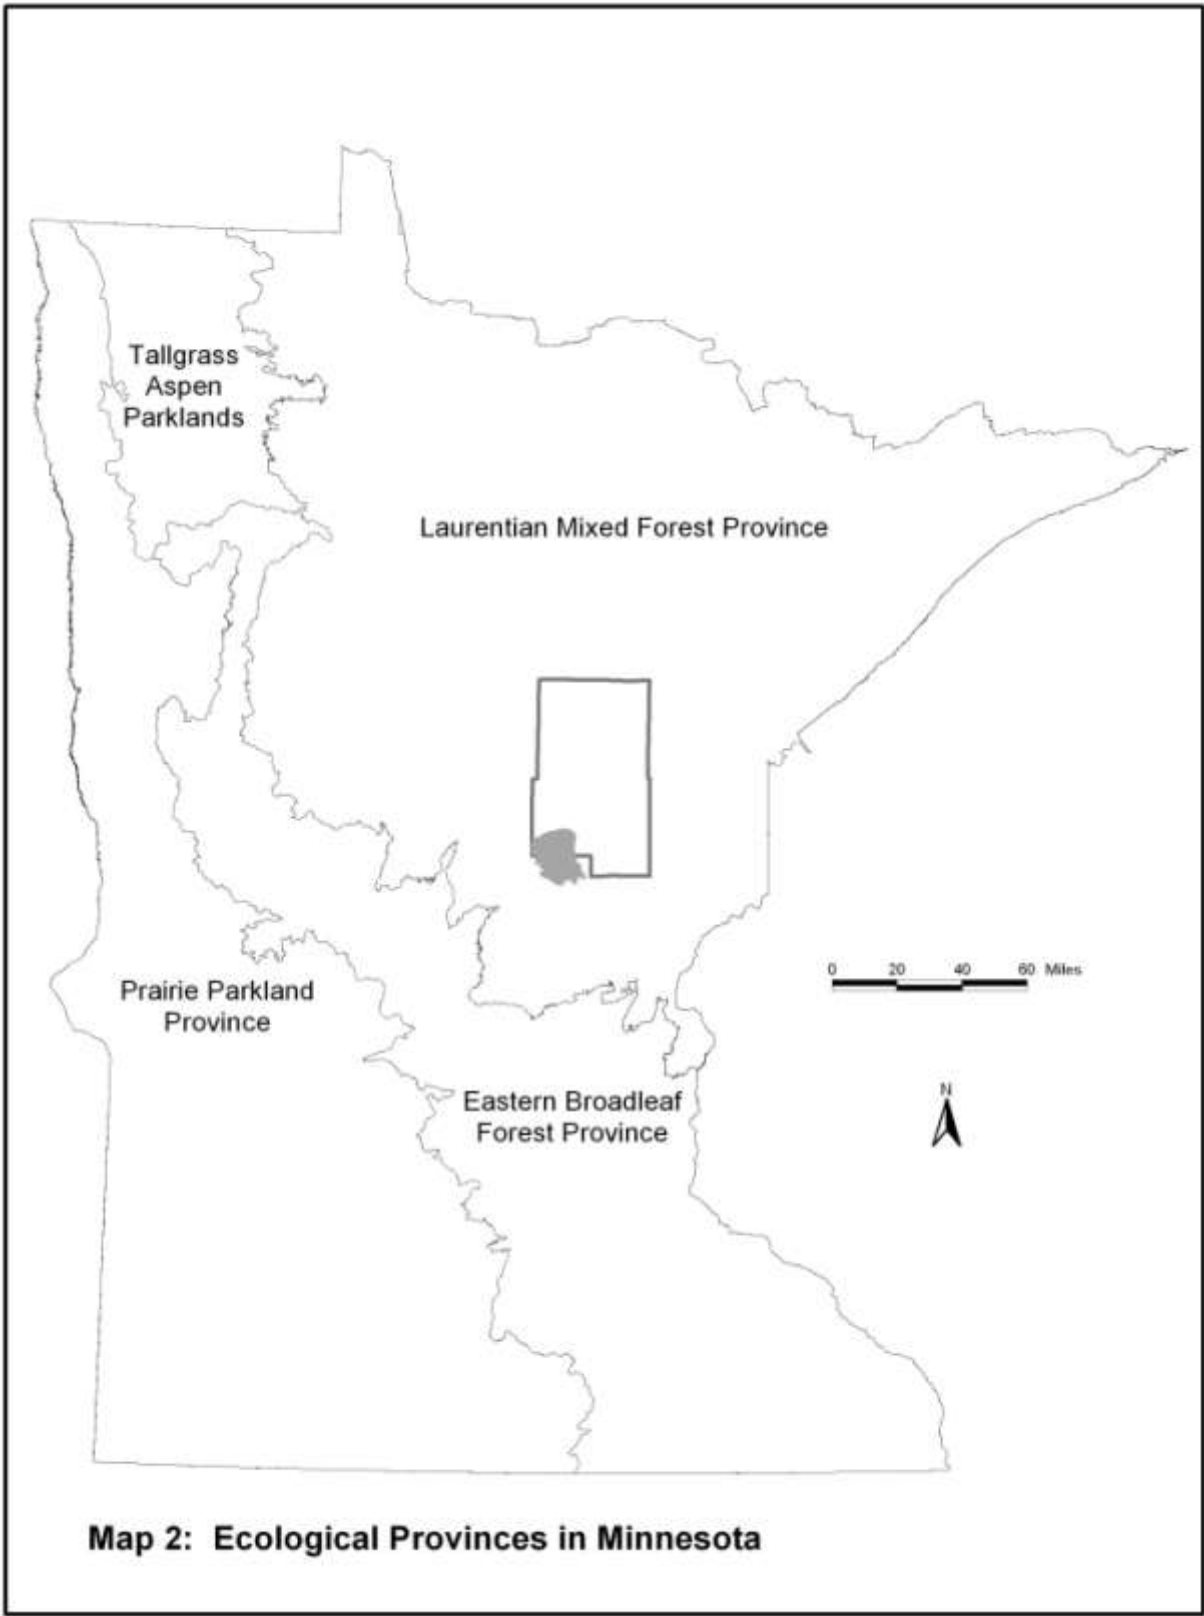 Tallgrass
Aspen
Parklands
Laurentian Mixed Forest Province
0 20 40 60 Miles
Prairie Parkland
Province
N
Eastern Broadleaf
Forest Province
Map 2: Ecological Provinces in Minnesota